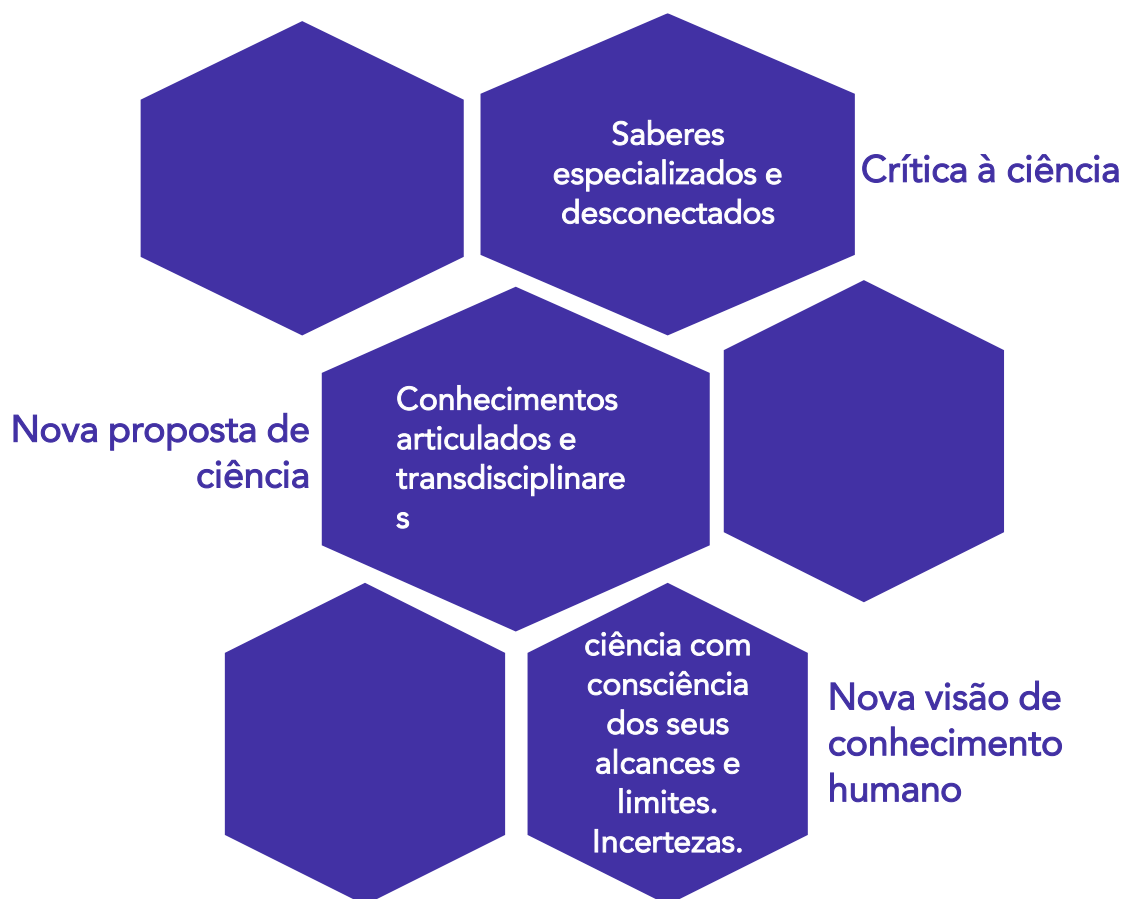 Saberes
especializados e
desconectados
Crítica à ciência
Nova proposta de
ciência
Conhecimentos
articulados e
transdisciplinare
s
ciência com
consciência
dos seus
alcances e
limites.
Incertezas.
Nova visão de
conhecimento
humano